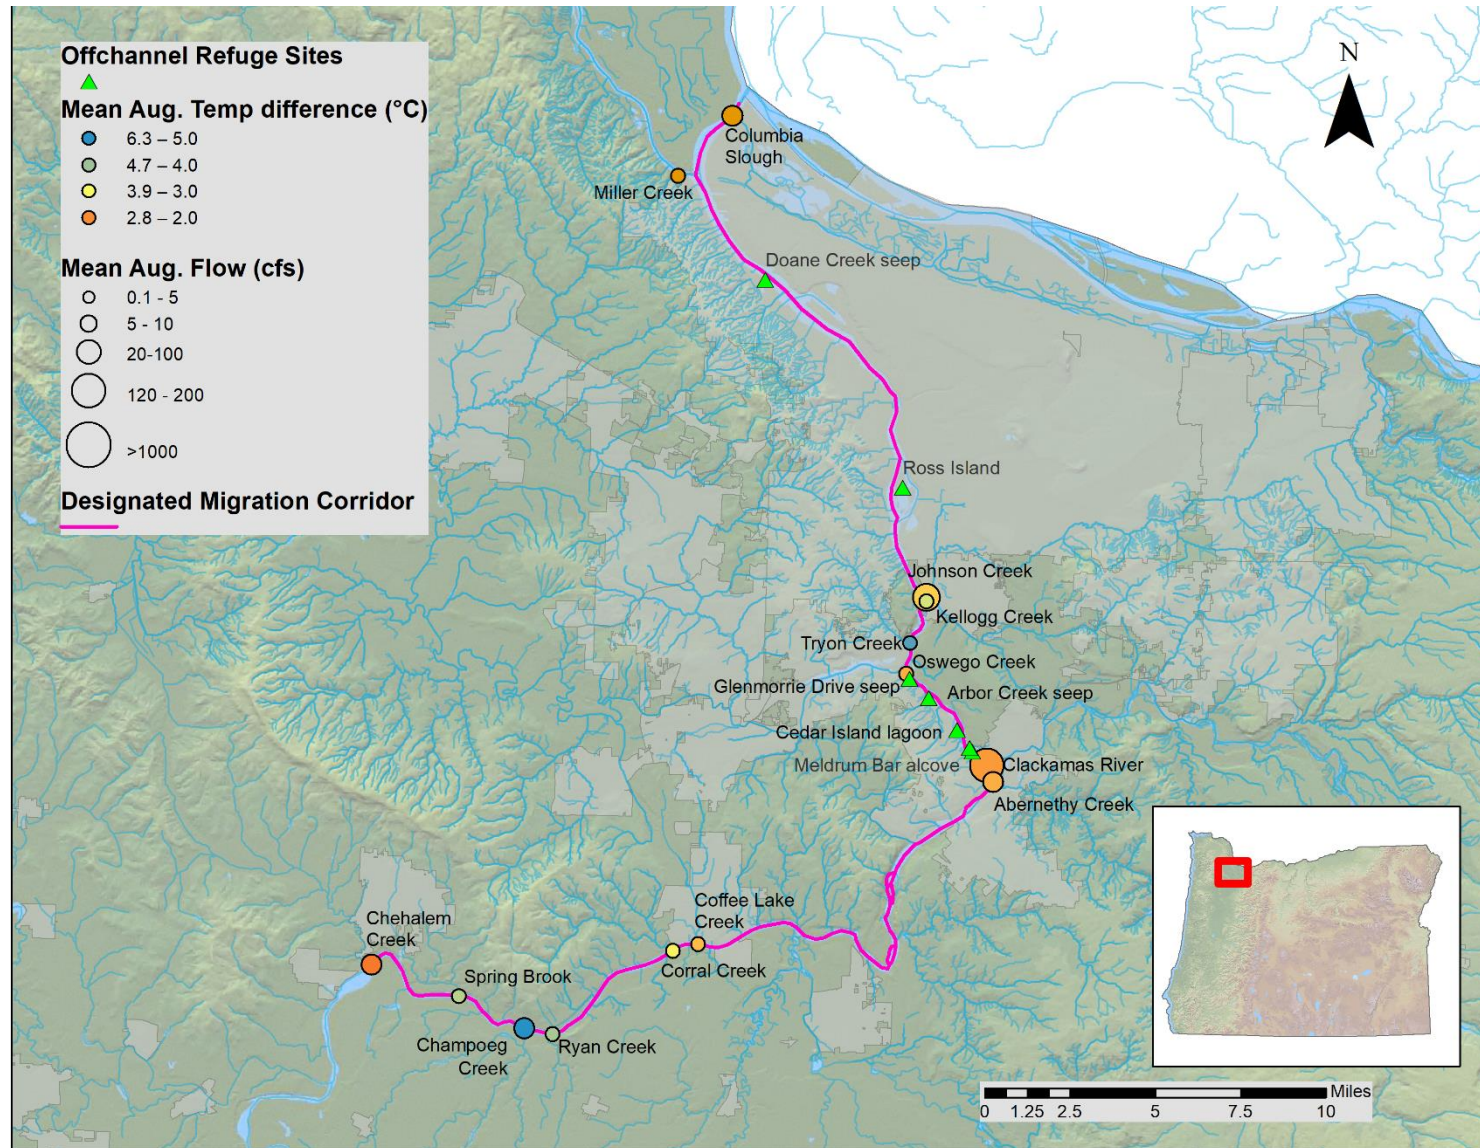 Offchannel Refuge Sites
Mean Aug. Temp difference (°C)
6.3 – 5.0
4.7 – 4.0
3.9 – 3.0
2.8 – 2.0
Mean Aug. Flow (cfs)
0.1 - 5
5 - 10
20-100
120 - 200
>1000
Designated Migration Corridor
N
Columbia
Slough
Miller Creek
Doane Creek seep
Ross Island
Johnson Creek
Kellogg Creek
Tryon Creek
Oswego Creek
Glenmorrie Drive seep
Arbor Creek seep
Cedar Island lagoon
Meldrum Bar alcove
Clackamas River
Abernethy Creek
Coffee Lake
Creek
Corral Creek
Chehalem
Creek
Spring Brook
Champoeg
Creek
Ryan Creek
Miles
0 1.25 2.5 5 7.5 10